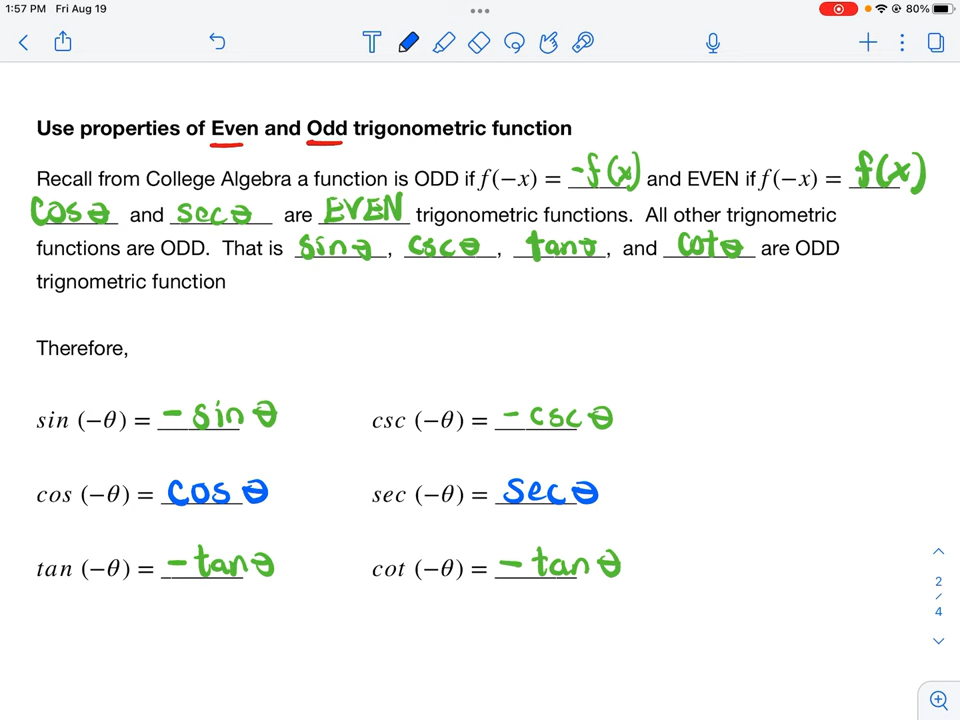 1:57 PM Fri Aug 19 80%
Use properties of Even and Odd trigonometric function
Recall from College Algebra a function is ODD if f(−x) = -f(x) and EVEN if f(−x) = f(x)
cos θ and sec θ are EVEN trigonometric functions. All other trignometric
functions are ODD. That is sin θ, csc θ, tan θ, and cot θ are ODD
trignometric function
Therefore,
sin (−θ) = - sin θ csc (−θ) = - csc θ
cos (−θ) = cos θ sec (−θ) = sec θ
tan (−θ) = - tan θ cot (−θ) = - tan θ
2
/
4